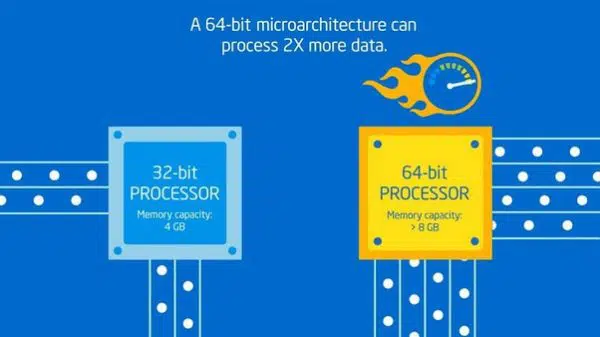 A 64-bit microarchitecture can
process 2X more data.
32-bit
PROCESSOR
Memory capacity:
4 GB
64-bit
PROCESSOR
Memory capacity:
> 8 GB